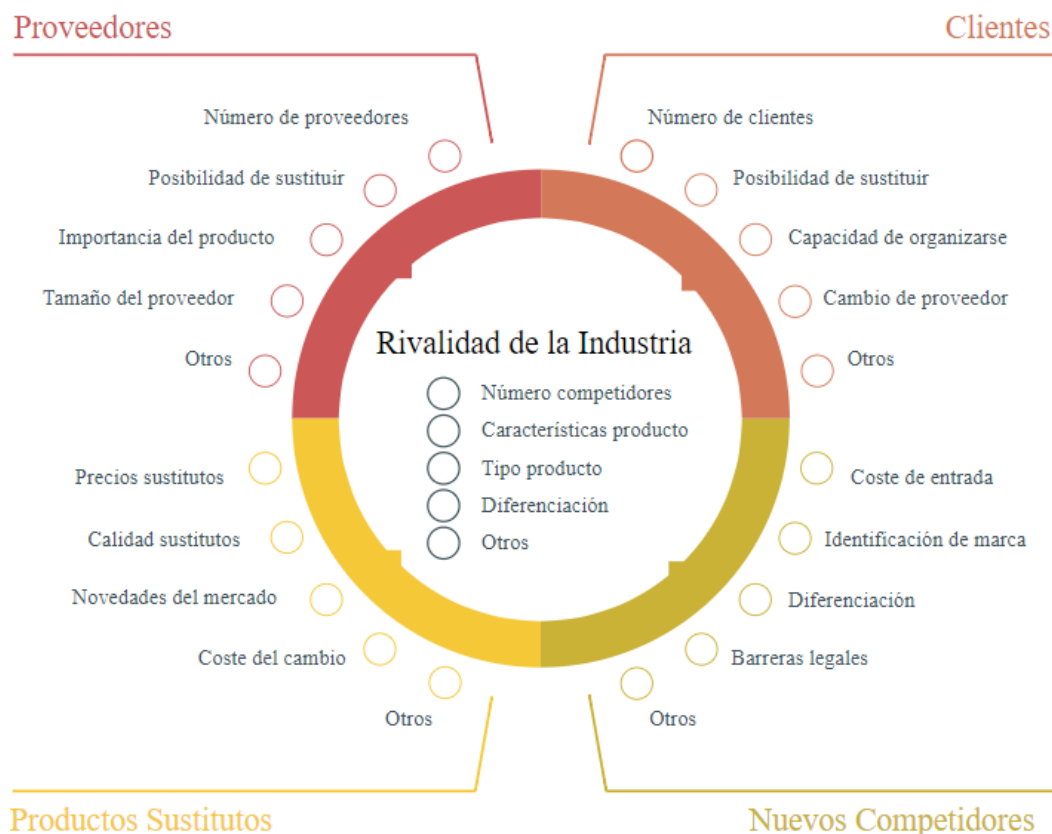 Proveedores
Número de proveedores
Posibilidad de sustituir
Importancia del producto
Tamaño del proveedor
Otros
Clientes
Número de clientes
Posibilidad de sustituir
Capacidad de organizarse
Cambio de proveedor
Otros
Rivalidad de la Industria
Número competidores
Características producto
Tipo producto
Diferenciación
Otros
Precios sustitutos
Calidad sustitutos
Novedades del mercado
Coste del cambio
Otros
Productos Sustitutos
Coste de entrada
Identificación de marca
Diferenciación
Barreras legales
Otros
Nuevos Competidores